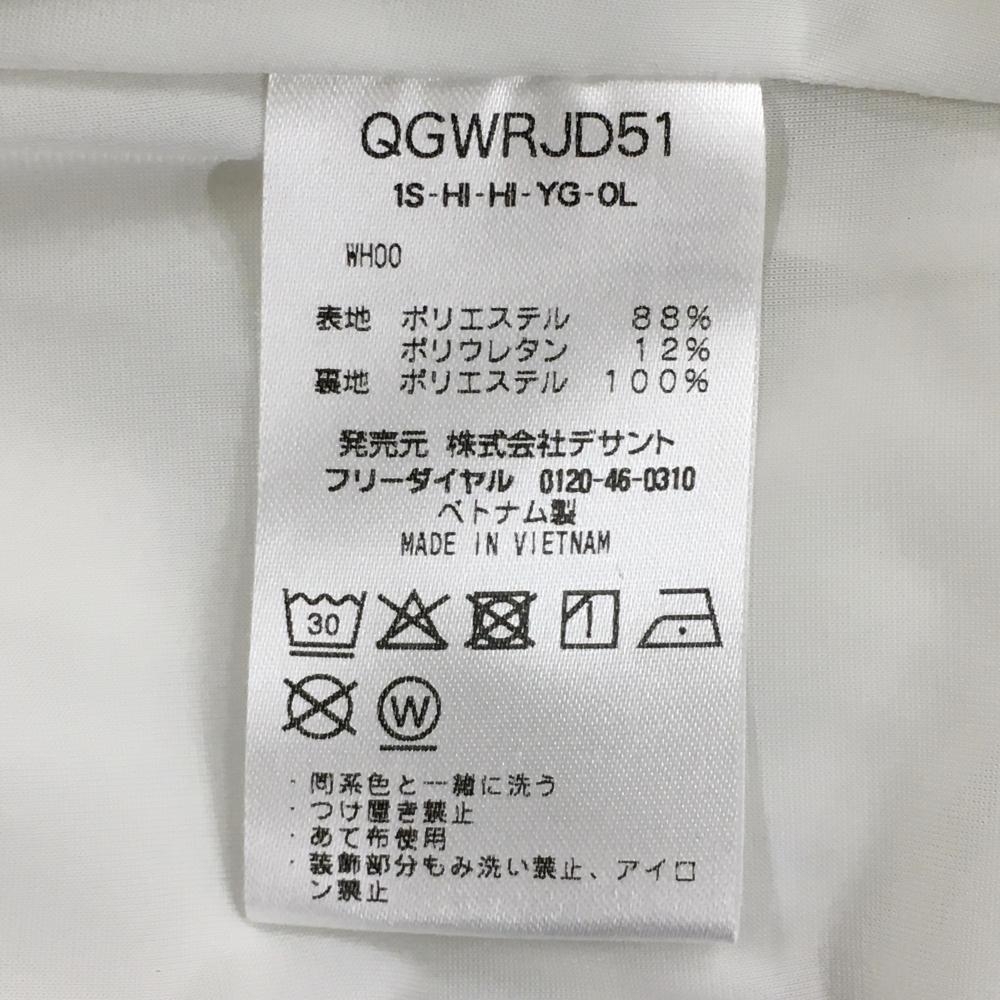 QGWRJD51
1S-HI-HI-YG-OL
WH00
表地 ポリエステル 88%
ポリウレタン 12%
裏地 ポリエステル 100%
発売元 株式会社デサント
フリーダイヤル 0120-46-0310
ベトナム製
MADE IN VIETNAM
30
W
・同系色と一緒に洗う
・つけ置き禁止
・あて布使用
・装飾部分もみ洗い禁止、アイロ
ン禁止